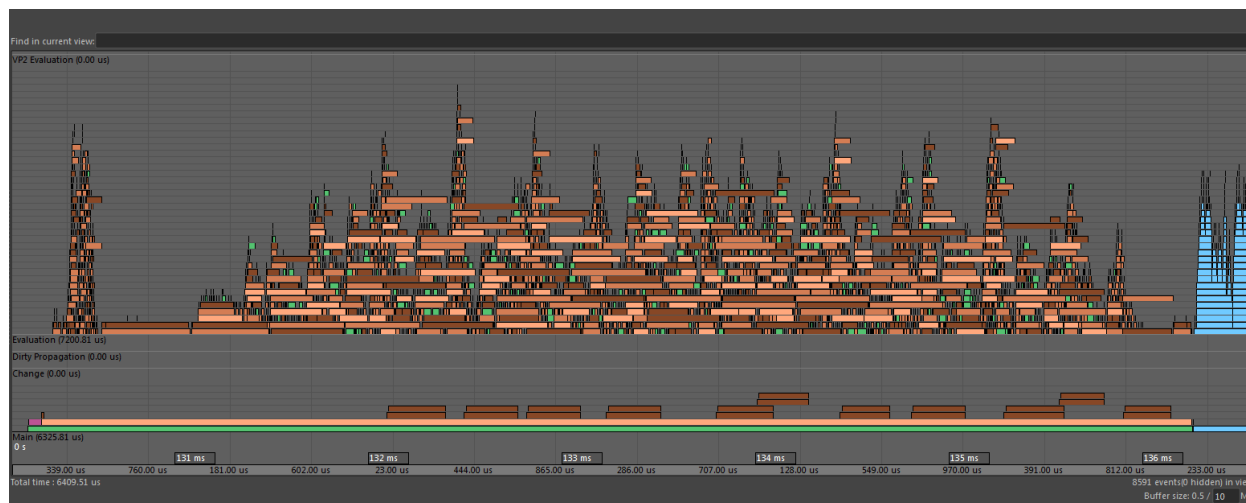 Find in current view:
VP2 Evaluation (0.00 us)
Evaluation (7200.81 us)
Dirty Propagation (0.00 us)
Change (0.00 us)
Main (6325.81 us)
0 s
131 ms 132 ms 133 ms 134 ms 135 ms 136 ms
339.00 us 760.00 us 181.00 us 602.00 us 23.00 us 444.00 us 865.00 us 286.00 us 707.00 us 128.00 us 549.00 us 970.00 us 391.00 us 812.00 us 233.00 us
Total time : 6409.51 us
8591 events(0 hidden) in vie
Buffer size: 0.5 / 10